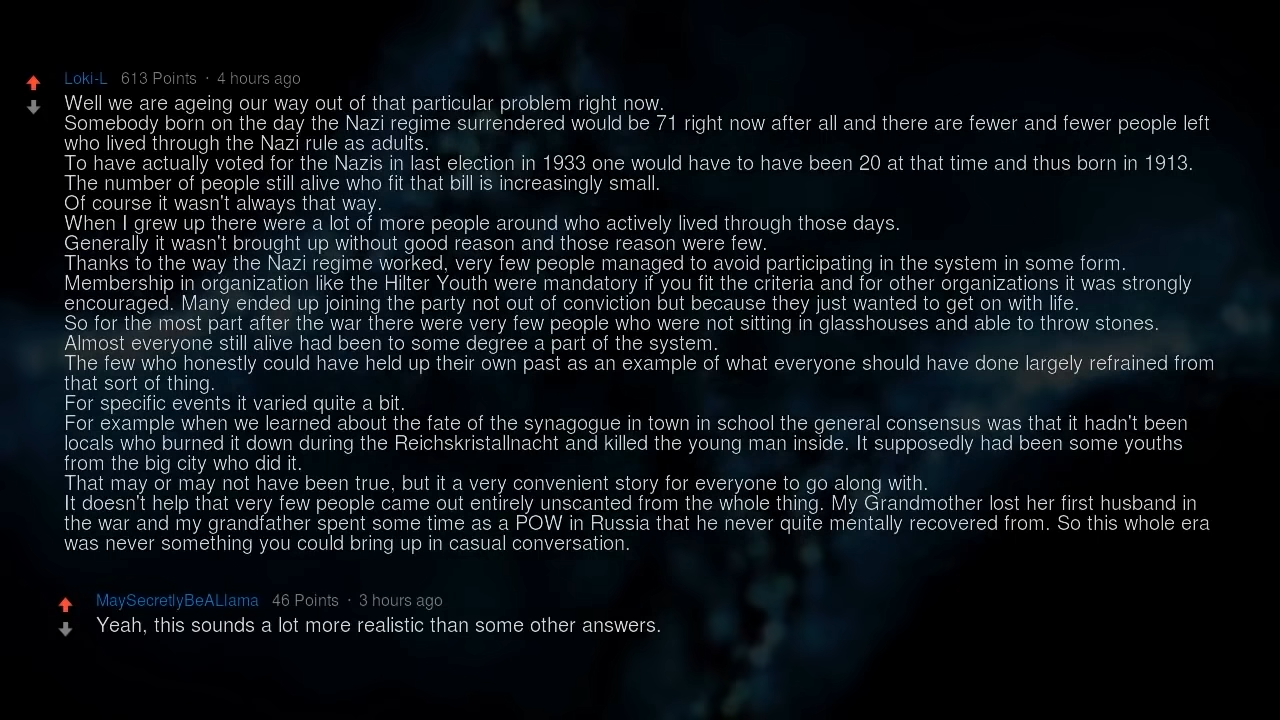 Loki-L 613 Points · 4 hours ago
Well we are ageing our way out of that particular problem right now.
Somebody born on the day the Nazi regime surrendered would be 71 right now after all and there are fewer and fewer people left
who lived through the Nazi rule as adults.
To have actually voted for the Nazis in last election in 1933 one would have to have been 20 at that time and thus born in 1913.
The number of people still alive who fit that bill is increasingly small.
Of course it wasn't always that way.
When I grew up there were a lot of more people around who actively lived through those days.
Generally it wasn't brought up without good reason and those reason were few.
Thanks to the way the Nazi regime worked, very few people managed to avoid participating in the system in some form.
Membership in organization like the Hilter Youth were mandatory if you fit the criteria and for other organizations it was strongly
encouraged. Many ended up joining the party not out of conviction but because they just wanted to get on with life.
So for the most part after the war there were very few people who were not sitting in glasshouses and able to throw stones.
Almost everyone still alive had been to some degree a part of the system.
The few who honestly could have held up their own past as an example of what everyone should have done largely refrained from
that sort of thing.
For specific events it varied quite a bit.
For example when we learned about the fate of the synagogue in town in school the general consensus was that it hadn't been
locals who burned it down during the Reichskristallnacht and killed the young man inside. It supposedly had been some youths
from the big city who did it.
That may or may not have been true, but it a very convenient story for everyone to go along with.
It doesn't help that very few people came out entirely unscanted from the whole thing. My Grandmother lost her first husband in
the war and my grandfather spent some time as a POW in Russia that he never quite mentally recovered from. So this whole era
was never something you could bring up in casual conversation.
MaySecretlyBeALlama 46 Points · 3 hours ago
Yeah, this sounds a lot more realistic than some other answers.